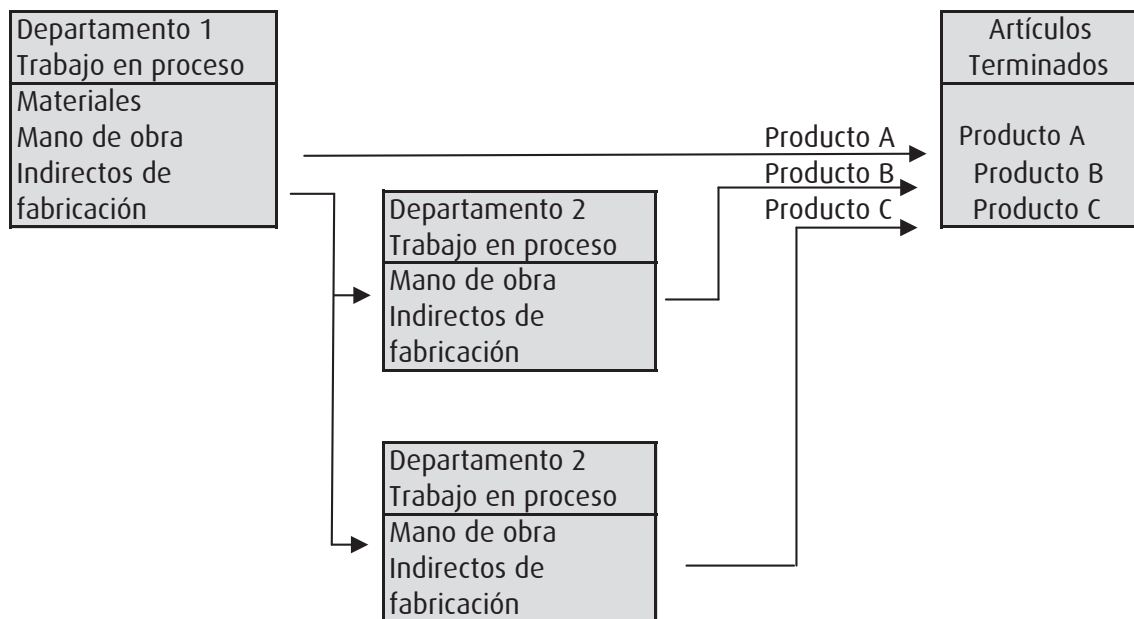 Departamento 1
Trabajo en proceso
Materiales
Mano de obra
Indirectos de
fabricación
Artículos
Terminados
Producto A
Producto B
Producto C
Producto A
Producto B
Producto C
Departamento 2
Trabajo en proceso
Mano de obra
Indirectos de
fabricación
Departamento 2
Trabajo en proceso
Mano de obra
Indirectos de
fabricación